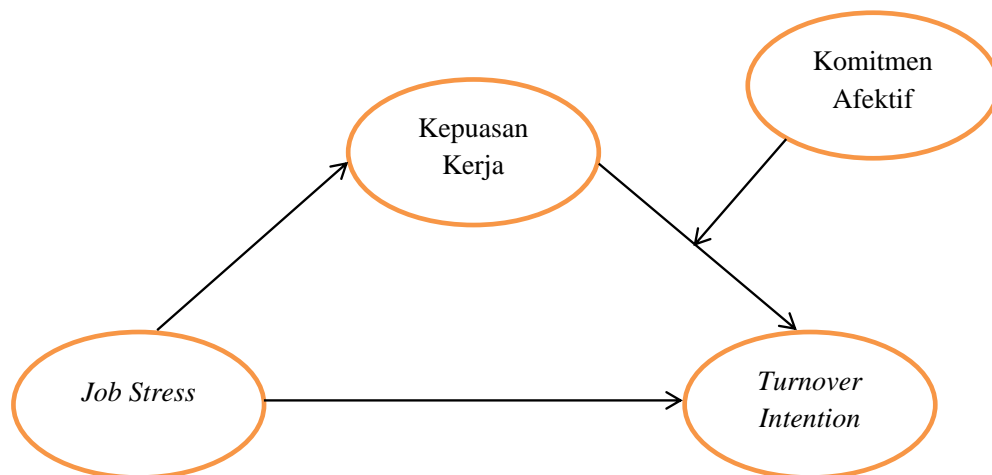 Komitmen
Afektif
Kepuasan
Kerja
Job Stress
Turnover
Intention